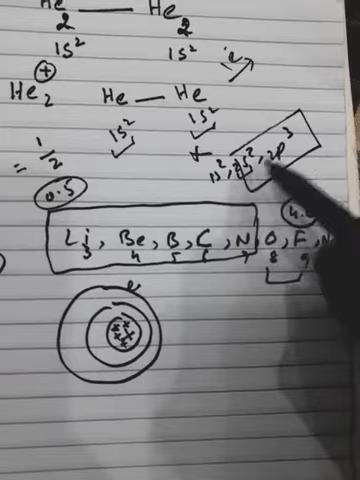 He — He
2 2
1S² 1S²
+
He₂ He — He
1S² 1S²
= 1/2
1s², 2s², 2p³
0.5
Li, Be, B, C, N, O, F, N
3 4 5 6 7 8 9
e